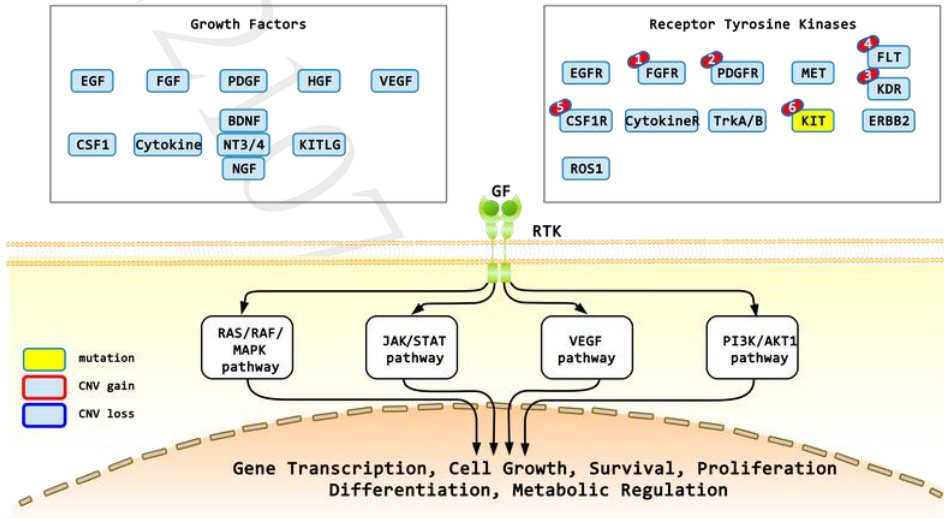 Growth Factors
EGF
FGF
PDGF
HGF
VEGF
BDNF
CSF1
Cytokine
NT3/4
KITLG
NGF
Receptor Tyrosine Kinases
4
FLT
1
2
EGFR
FGFR
PDGFR
MET
3
KDR
5
6
CSF1R
CytokineR
TrkA/B
KIT
ERBB2
ROS1
GF
RTK
RAS/RAF/
MAPK
pathway
JAK/STAT
pathway
VEGF
pathway
PI3K/AKT1
pathway
mutation
CNV gain
CNV loss
Gene Transcription, Cell Growth, Survival, Proliferation
Differentiation, Metabolic Regulation